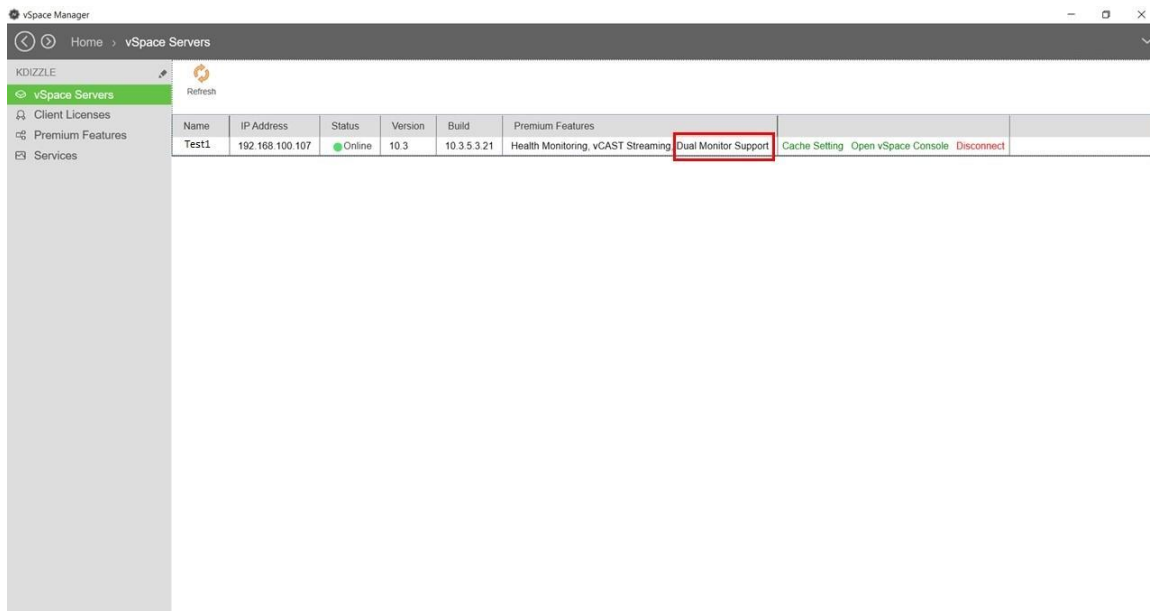 vSpace Manager
Home › vSpace Servers
KDIZZLE
vSpace Servers
Client Licenses
Premium Features
Services
Refresh
Name IP Address Status Version Build Premium Features
Test1 192.168.100.107 Online 10.3 10.3.5.3.21 Health Monitoring, vCAST Streaming, Dual Monitor Support Cache Setting Open vSpace Console Disconnect